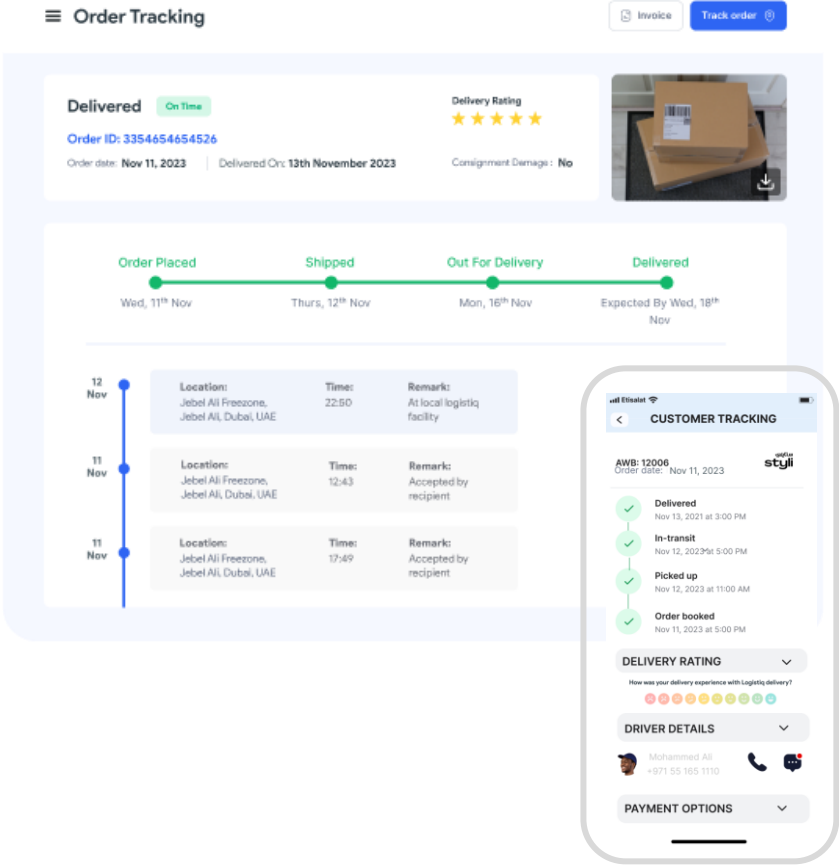 Order Tracking
Invoice
Track order
Delivered
On Time
Delivery Rating
Order ID: 3354654654526
Order date: Nov 11, 2023
Delivered On: 13th November 2023
Consignment Damage : No
Order Placed
Shipped
Out For Delivery
Delivered
Wed, 11th Nov
Thurs, 12th Nov
Mon, 16th Nov
Expected By Wed, 18th
Nov
12
Nov
Location:
Jebel Ali Freezone,
Jebel Ali, Dubai, UAE
Time:
22:50
Remark:
At local logistiq
facility
11
Nov
Location:
Jebel Ali Freezone,
Jebel Ali, Dubai, UAE
Time:
12:43
Remark:
Accepted by
recipient
11
Nov
Location:
Jebel Ali Freezone,
Jebel Ali, Dubai, UAE
Time:
17:49
Remark:
Accepted by
recipient
Etisalat
CUSTOMER TRACKING
AWB: 12006
Order date: Nov 11, 2023
styli
Delivered
Nov 13, 2021 at 3:00 PM
In-transit
Nov 12, 2023 at 5:00 PM
Picked up
Nov 12, 2023 at 11:00 AM
Order booked
Nov 11, 2023 at 5:00 PM
DELIVERY RATING
How was your delivery experience with Logistiq delivery?
DRIVER DETAILS
Mohammed Ali
+971 55 165 1110
PAYMENT OPTIONS